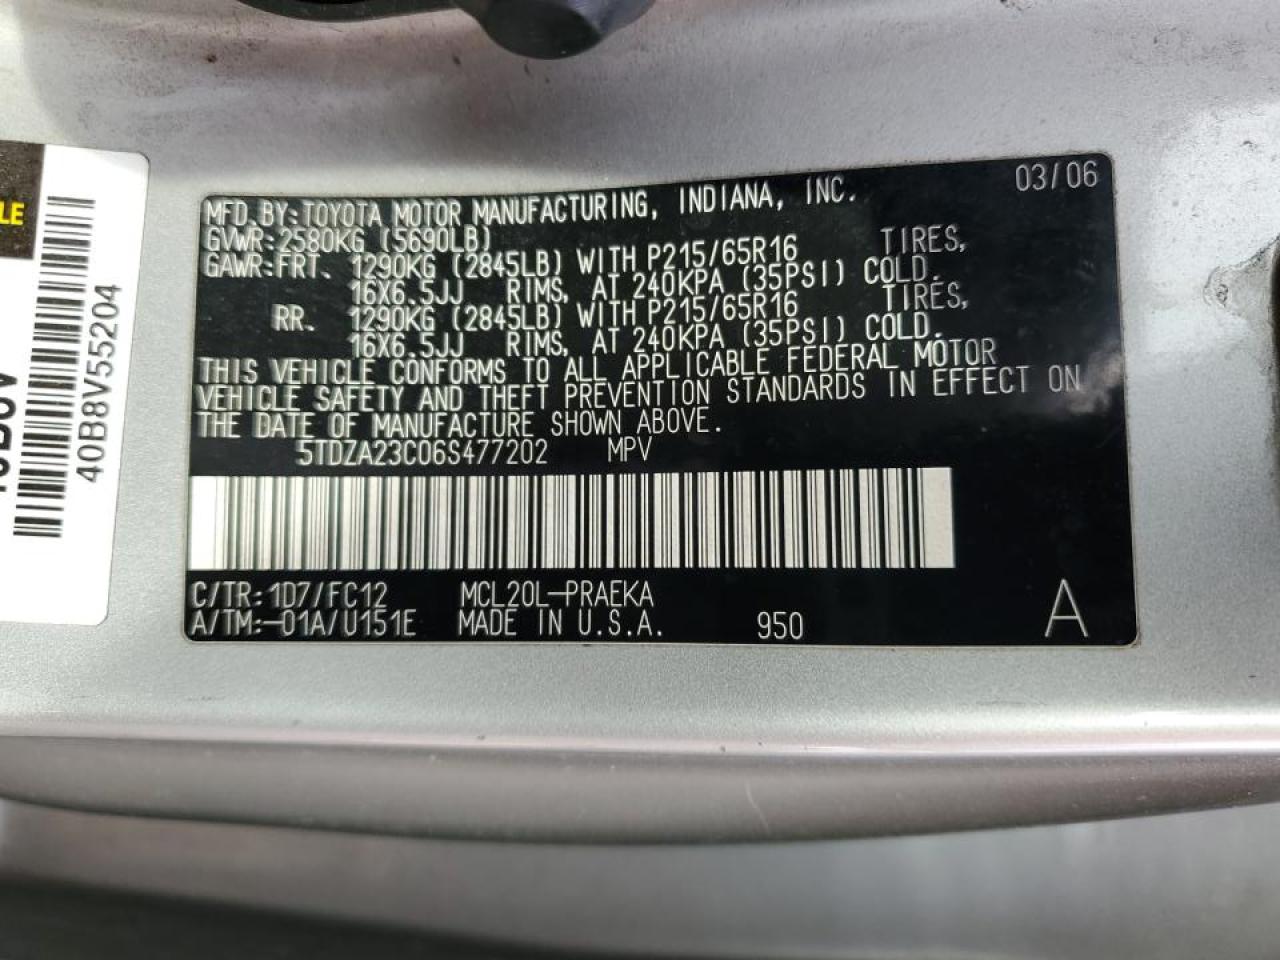 03/06
MFD.BY:TOYOTA MOTOR MANUFACTURING, INDIANA, INC.
GVWR:2580KG (5690LB)
GAWR:FRT. 1290KG (2845LB) WITH P215/65R16 TIRES,
16X6.5JJ RIMS, AT 240KPA (35PSI) COLD.
RR. 1290KG (2845LB) WITH P215/65R16 TIRES,
16X6.5JJ RIMS, AT 240KPA (35PSI) COLD.
THIS VEHICLE CONFORMS TO ALL APPLICABLE FEDERAL MOTOR
VEHICLE SAFETY AND THEFT PREVENTION STANDARDS IN EFFECT ON
THE DATE OF MANUFACTURE SHOWN ABOVE.
5TDZA23C06S477202 MPV
C/TR:1D7/FC12 MCL20L-PRAEKA
A/TM:-01A/U151E MADE IN U.S.A. 950 A
LE
40B8V55204